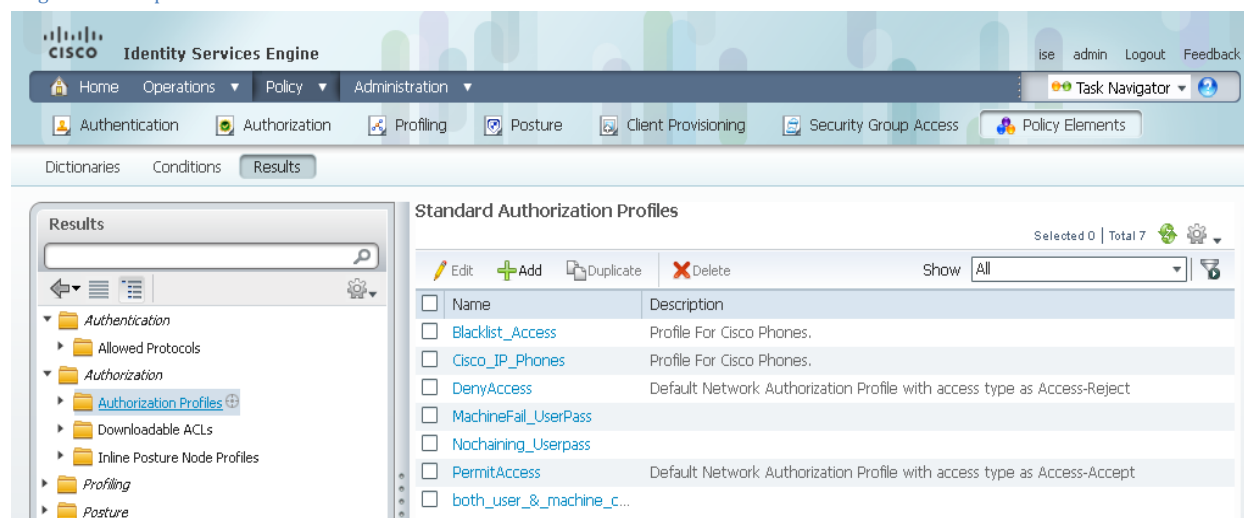 CISCO Identity Services Engine
ise admin Logout Feedback
Home Operations Policy Administration
Task Navigator
Authentication Authorization Profiling Posture Client Provisioning Security Group Access Policy Elements
Dictionaries Conditions Results
Results
Standard Authorization Profiles
Selected 0 | Total 7
Edit Add Duplicate Delete Show All
Name Description
Blacklist_Access Profile For Cisco Phones.
Cisco_IP_Phones Profile For Cisco Phones.
DenyAccess Default Network Authorization Profile with access type as Access-Reject
MachineFail_UserPass
Nochaining_Userpass
PermitAccess Default Network Authorization Profile with access type as Access-Accept
both_user_&_machine_c...
Authentication
Allowed Protocols
Authorization
Authorization Profiles
Downloadable ACLs
Inline Posture Node Profiles
Profiling
Posture